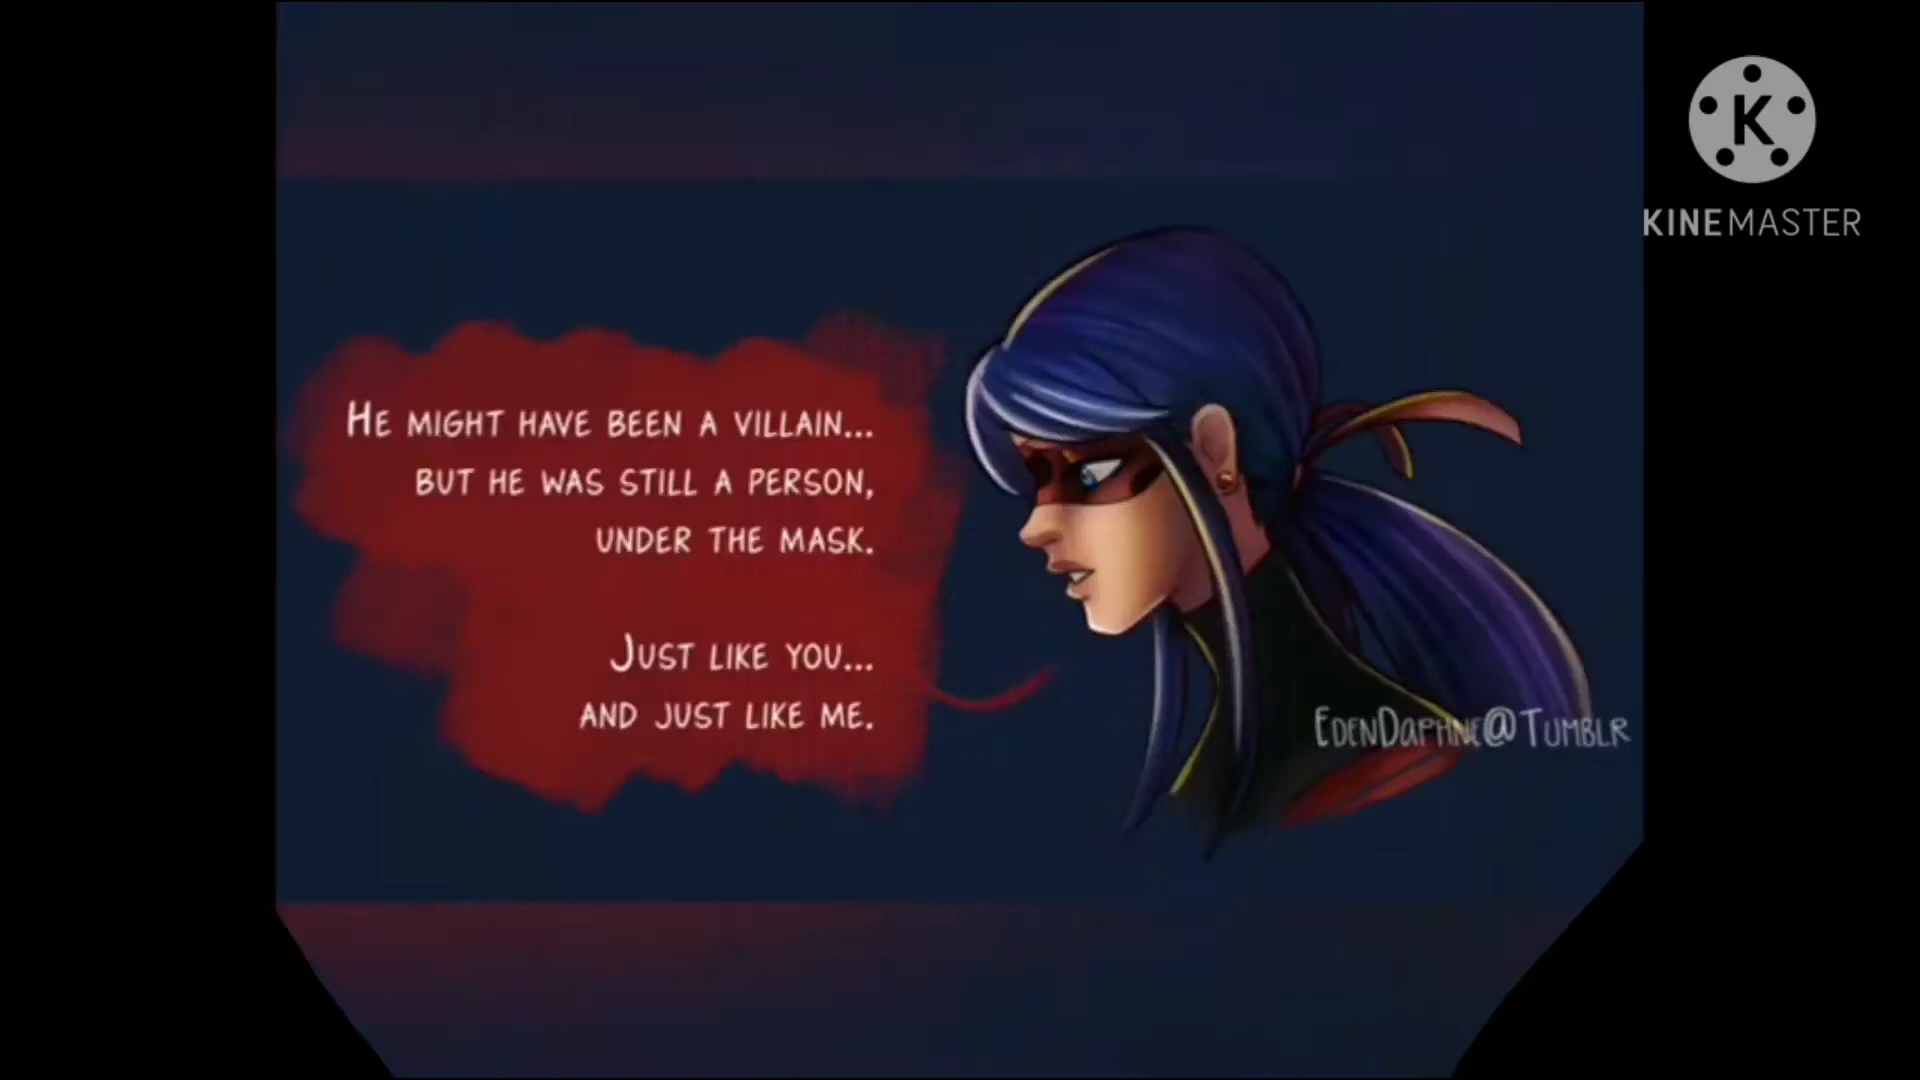 K
KINEMASTER
HE MIGHT HAVE BEEN A VILLAIN...
BUT HE WAS STILL A PERSON,
UNDER THE MASK.
JUST LIKE YOU...
AND JUST LIKE ME.
EDENDAPHNE@TUMBLR